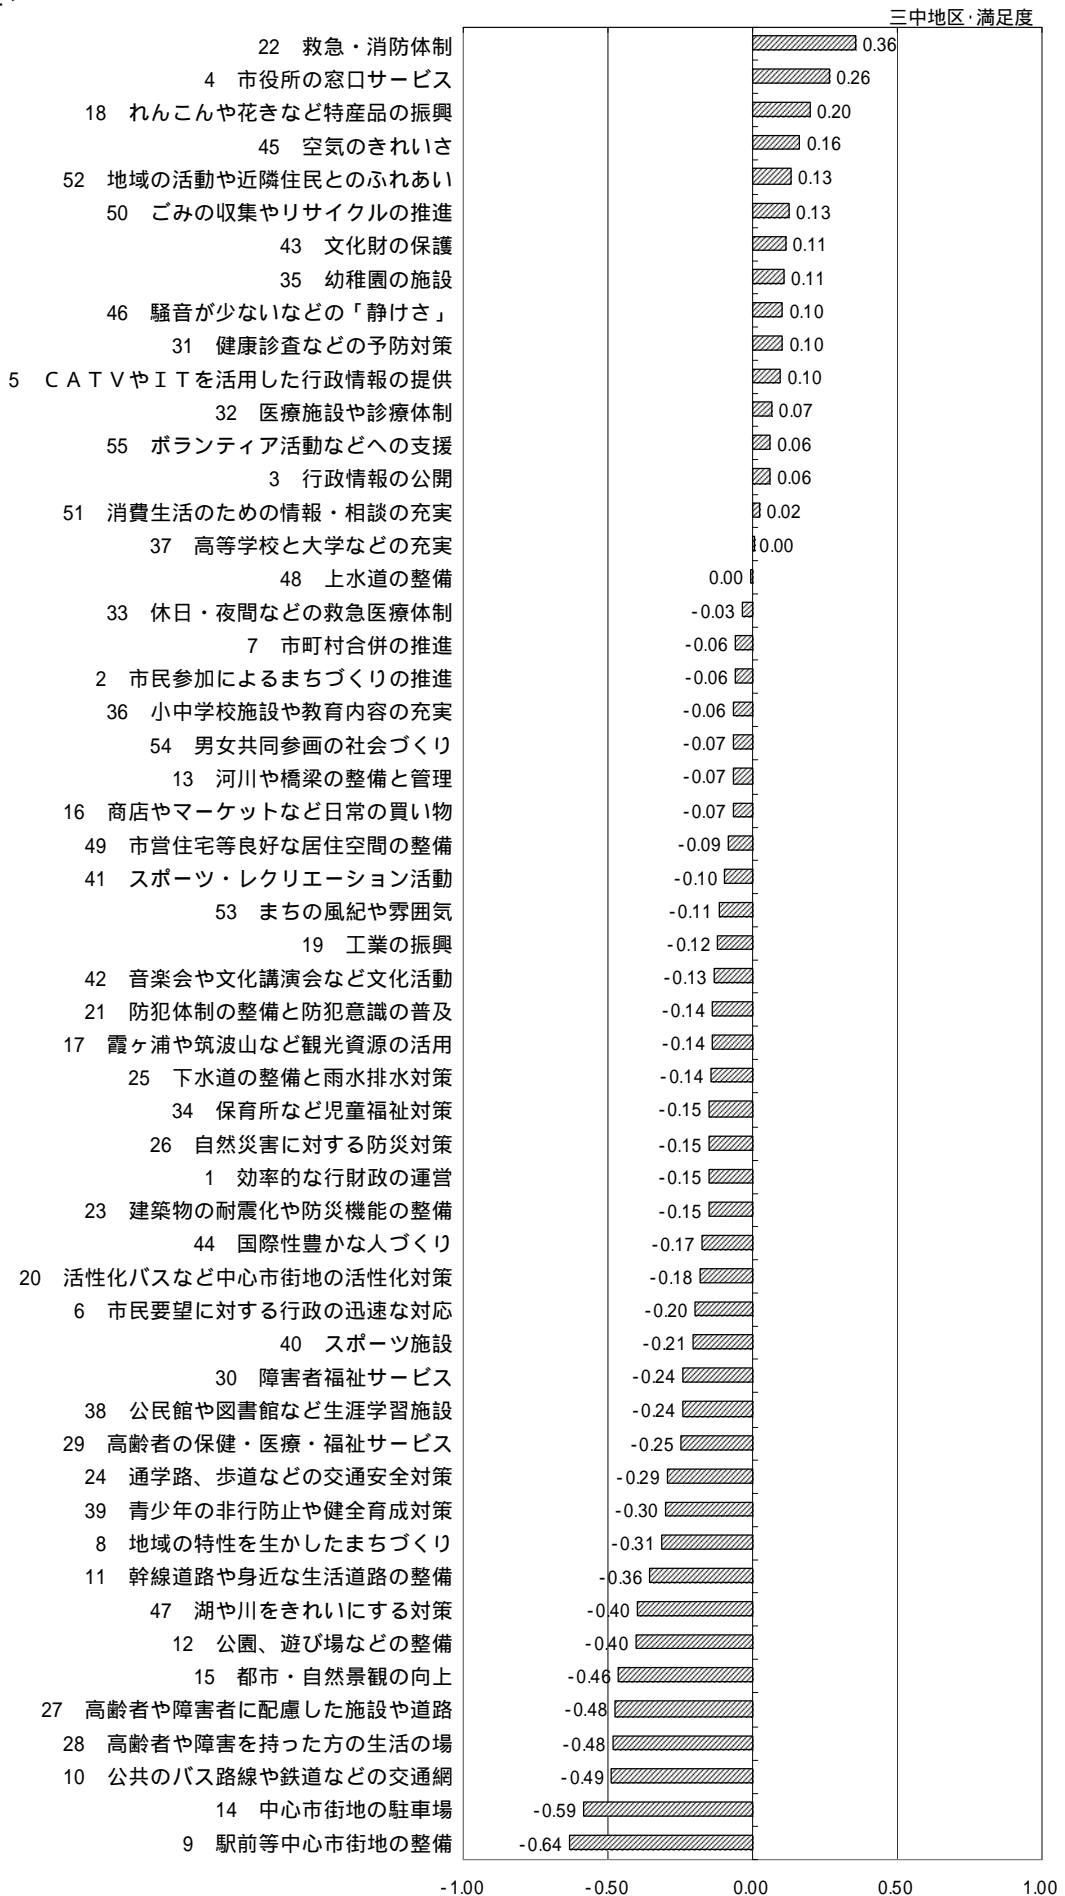 三中地区･満足度
22 救急・消防体制 0.36
4 市役所の窓口サービス 0.26
18 れんこんや花きなど特産品の振興 0.20
45 空気のきれいさ 0.16
52 地域の活動や近隣住民とのふれあい 0.13
50 ごみの収集やリサイクルの推進 0.13
43 文化財の保護 0.11
35 幼稚園の施設 0.11
46 騒音が少ないなどの「静けさ」 0.10
31 健康診査などの予防対策 0.10
5 ＣＡＴＶやＩＴを活用した行政情報の提供 0.10
32 医療施設や診療体制 0.07
55 ボランティア活動などへの支援 0.06
3 行政情報の公開 0.06
51 消費生活のための情報・相談の充実 0.02
37 高等学校と大学などの充実 0.00
48 上水道の整備 0.00
33 休日・夜間などの救急医療体制 -0.03
7 市町村合併の推進 -0.06
2 市民参加によるまちづくりの推進 -0.06
36 小中学校施設や教育内容の充実 -0.06
54 男女共同参画の社会づくり -0.07
13 河川や橋梁の整備と管理 -0.07
16 商店やマーケットなど日常の買い物 -0.07
49 市営住宅等良好な居住空間の整備 -0.09
41 スポーツ・レクリエーション活動 -0.10
53 まちの風紀や雰囲気 -0.11
19 工業の振興 -0.12
42 音楽会や文化講演会など文化活動 -0.13
21 防犯体制の整備と防犯意識の普及 -0.14
17 霞ヶ浦や筑波山など観光資源の活用 -0.14
25 下水道の整備と雨水排水対策 -0.14
34 保育所など児童福祉対策 -0.15
26 自然災害に対する防災対策 -0.15
1 効率的な行財政の運営 -0.15
23 建築物の耐震化や防災機能の整備 -0.15
44 国際性豊かな人づくり -0.17
20 活性化バスなど中心市街地の活性化対策 -0.18
6 市民要望に対する行政の迅速な対応 -0.20
40 スポーツ施設 -0.21
30 障害者福祉サービス -0.24
38 公民館や図書館など生涯学習施設 -0.24
29 高齢者の保健・医療・福祉サービス -0.25
24 通学路、歩道などの交通安全対策 -0.29
39 青少年の非行防止や健全育成対策 -0.30
8 地域の特性を生かしたまちづくり -0.31
11 幹線道路や身近な生活道路の整備 -0.36
47 湖や川をきれいにする対策 -0.40
12 公園、遊び場などの整備 -0.40
15 都市・自然景観の向上 -0.46
27 高齢者や障害者に配慮した施設や道路 -0.48
28 高齢者や障害を持った方の生活の場 -0.48
10 公共のバス路線や鉄道などの交通網 -0.49
14 中心市街地の駐車場 -0.59
9 駅前等中心市街地の整備 -0.64
-1.00 -0.50 0.00 0.50 1.00